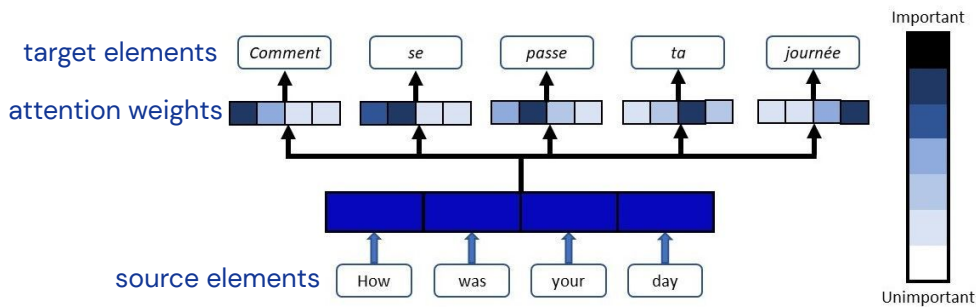 Important
target elements Comment se passe ta journée
attention weights
source elements How was your day
Unimportant